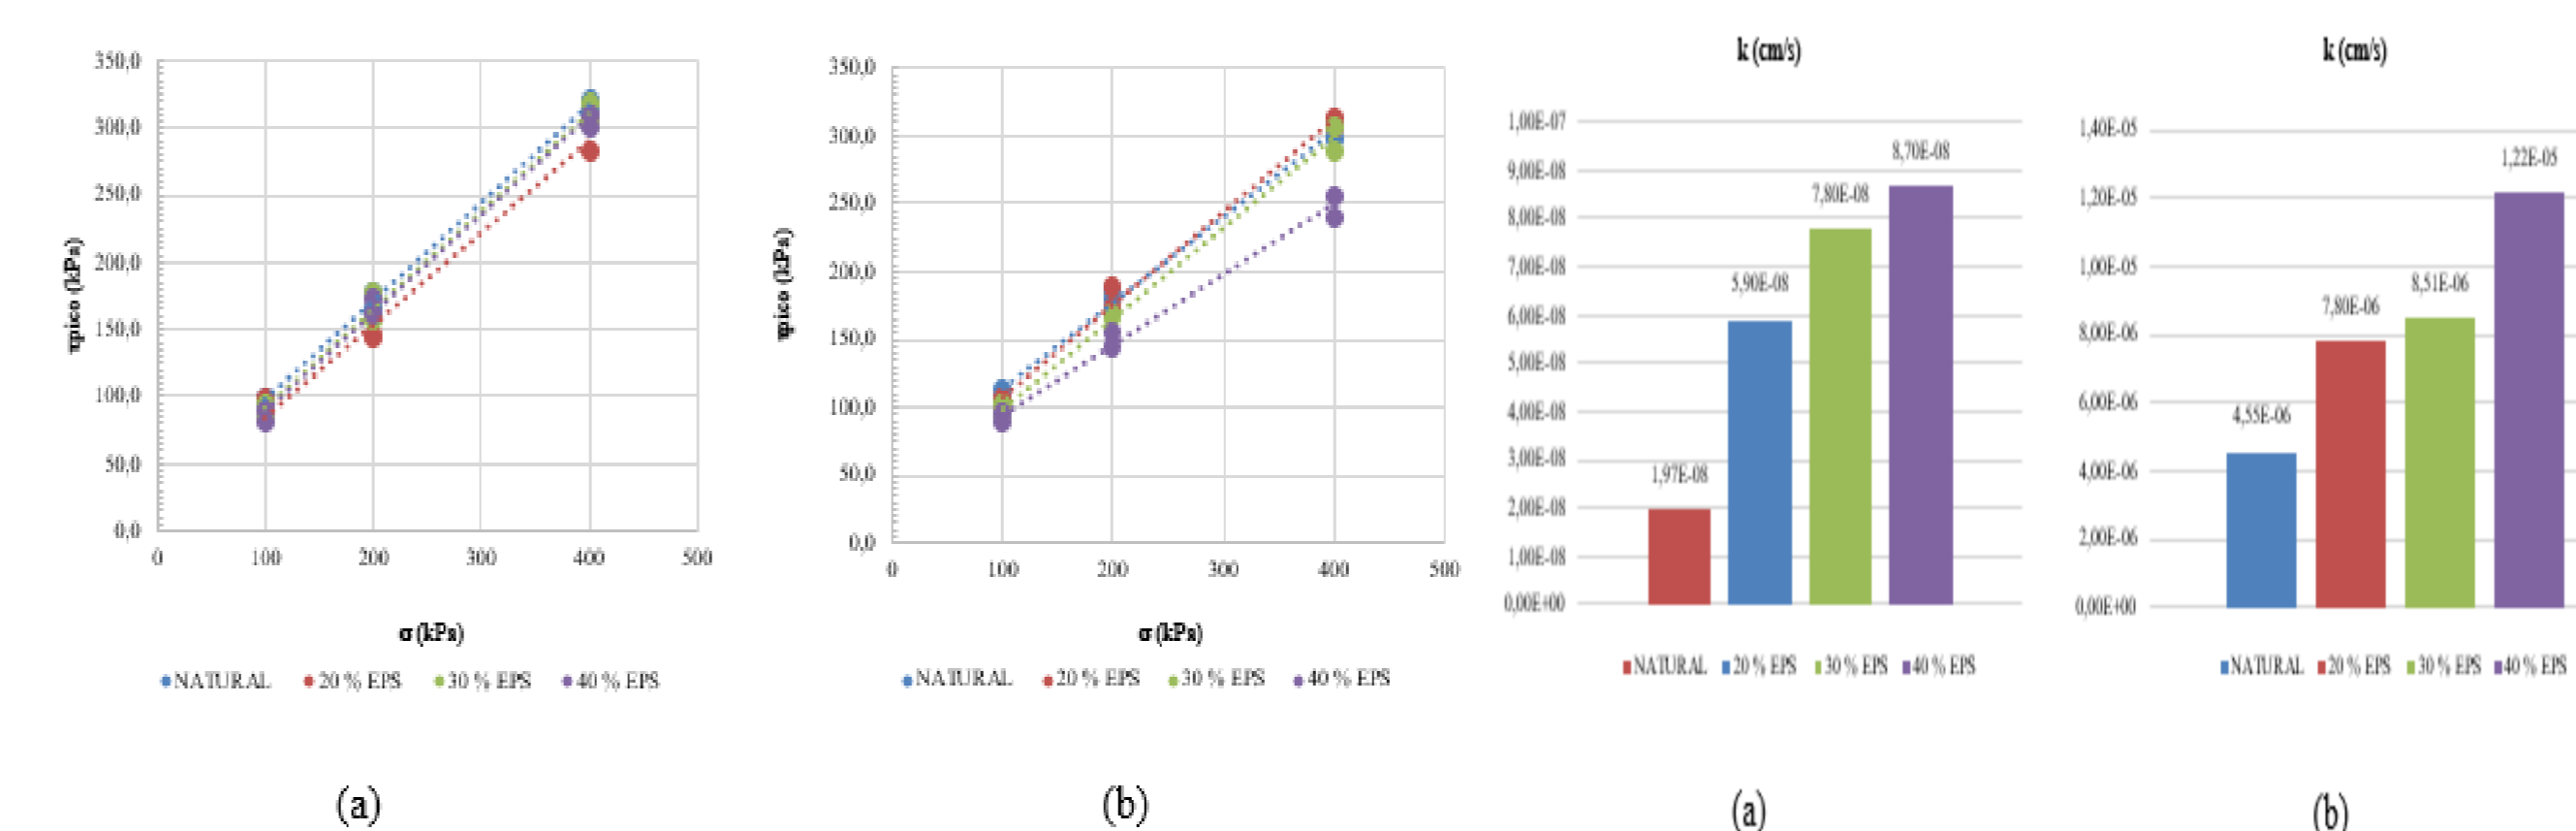 350,0
300,0
250,0
200,0
150,0
100,0
50,0
0,0
τpico (kPa)
0 100 200 300 400 500
σ (kPa)
NATURAL 20 % EPS 30 % EPS 40 % EPS
(a)
350,0
300,0
250,0
200,0
150,0
100,0
50,0
0,0
τpico (kPa)
0 100 200 300 400 500
σ (kPa)
NATURAL 20 % EPS 30 % EPS 40 % EPS
(b)
k (cm/s)
1,00E-07
9,00E-08
8,00E-08
7,00E-08
6,00E-08
5,00E-08
4,00E-08
3,00E-08
2,00E-08
1,00E-08
0,00E+00
1,97E-08
5,90E-08
7,80E-08
8,70E-08
NATURAL 20 % EPS 30 % EPS 40 % EPS
(a)
k (cm/s)
1,40E-05
1,20E-05
1,00E-05
8,00E-06
6,00E-06
4,00E-06
2,00E-06
0,00E+00
4,55E-06
7,80E-06
8,51E-06
1,22E-05
NATURAL 20 % EPS 30 % EPS 40 % EPS
(b)